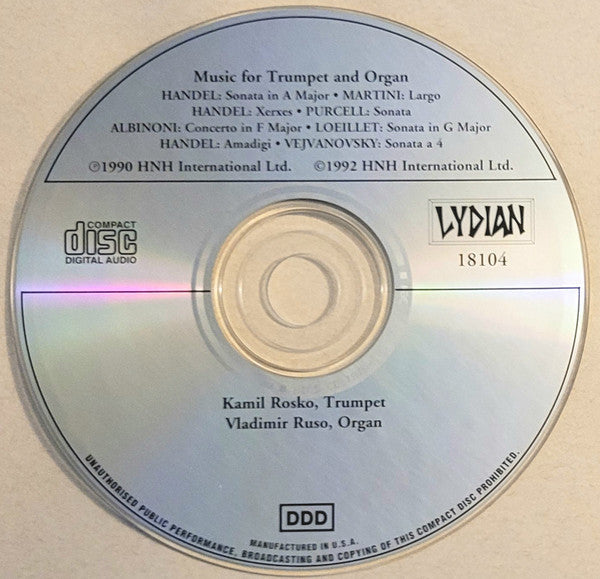 Music for Trumpet and Organ
HANDEL: Sonata in A Major • MARTINI: Largo
HANDEL: Xerxes • PURCELL: Sonata
ALBINONI: Concerto in F Major • LOEILLET: Sonata in G Major
HANDEL: Amadigi • VEJVANOVSKY: Sonata a 4
℗1990 HNH International Ltd. ©1992 HNH International Ltd.
COMPACT
disc
DIGITAL AUDIO
LYDIAN
18104
Kamil Rosko, Trumpet
Vladimir Ruso, Organ
DDD
MANUFACTURED IN U.S.A.
UNAUTHORISED PUBLIC PERFORMANCE, BROADCASTING AND COPYING OF THIS COMPACT DISC PROHIBITED.